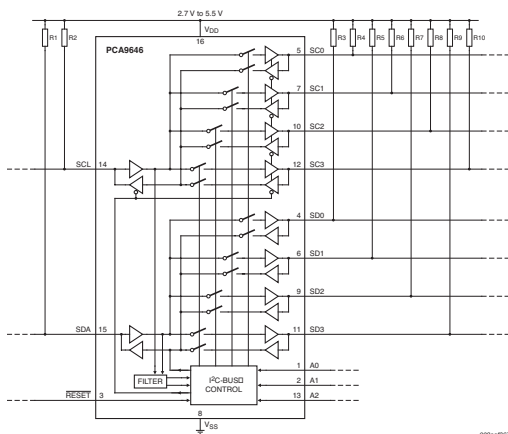 2.7 V to 5.5 V
R1 R2 R3 R4 R5 R6 R7 R8 R9 R10
VDD
16
PCA9646
5 SC0
7 SC1
10 SC2
SCL 14 12 SC3
4 SD0
6 SD1
9 SD2
SDA 15 11 SD3
1 A0
FILTER I²C-BUS
CONTROL 2 A1
RESET 3 13 A2
8
VSS